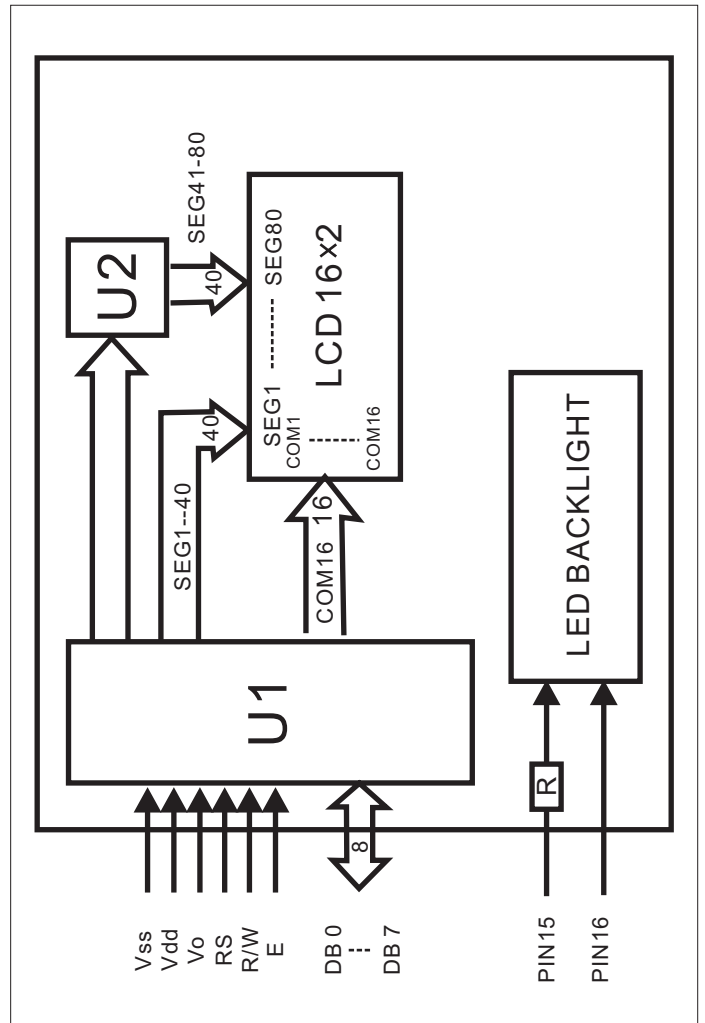 Vss
Vdd
Vo
RS
R/W
E
DB 0
DB 7
8
U1
U2
SEG1--40
40
SEG41-80
40
COM16
16
SEG1 SEG80
COM1
COM16
LCD 16×2
PIN15
PIN16
R
LED BACKLIGHT